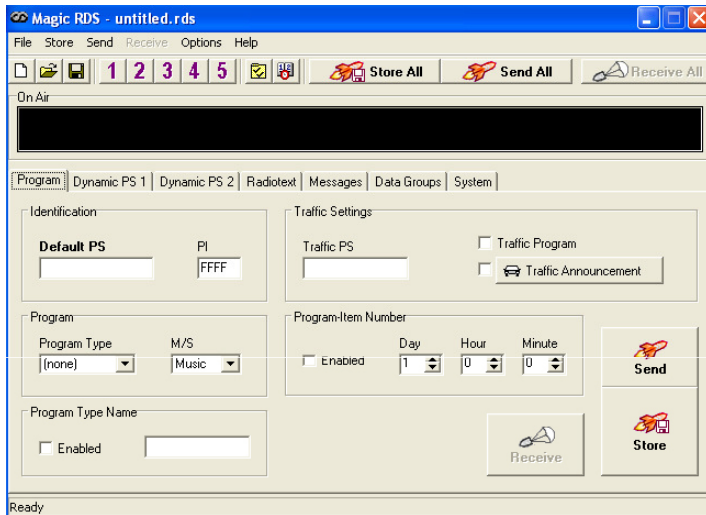 Magic RDS - untitled.rds
File Store Send Receive Options Help
1 2 3 4 5 Store All Send All Receive All
On Air
Program Dynamic PS 1 Dynamic PS 2 Radiotext Messages Data Groups System
Identification
Default PS PI
FFFF
Traffic Settings
Traffic PS Traffic Program
Traffic Announcement
Program
Program Type M/S
(none) Music
Program-Item Number
Day Hour Minute
Enabled 1 0 0
Send
Program Type Name
Enabled
Receive
Store
Ready